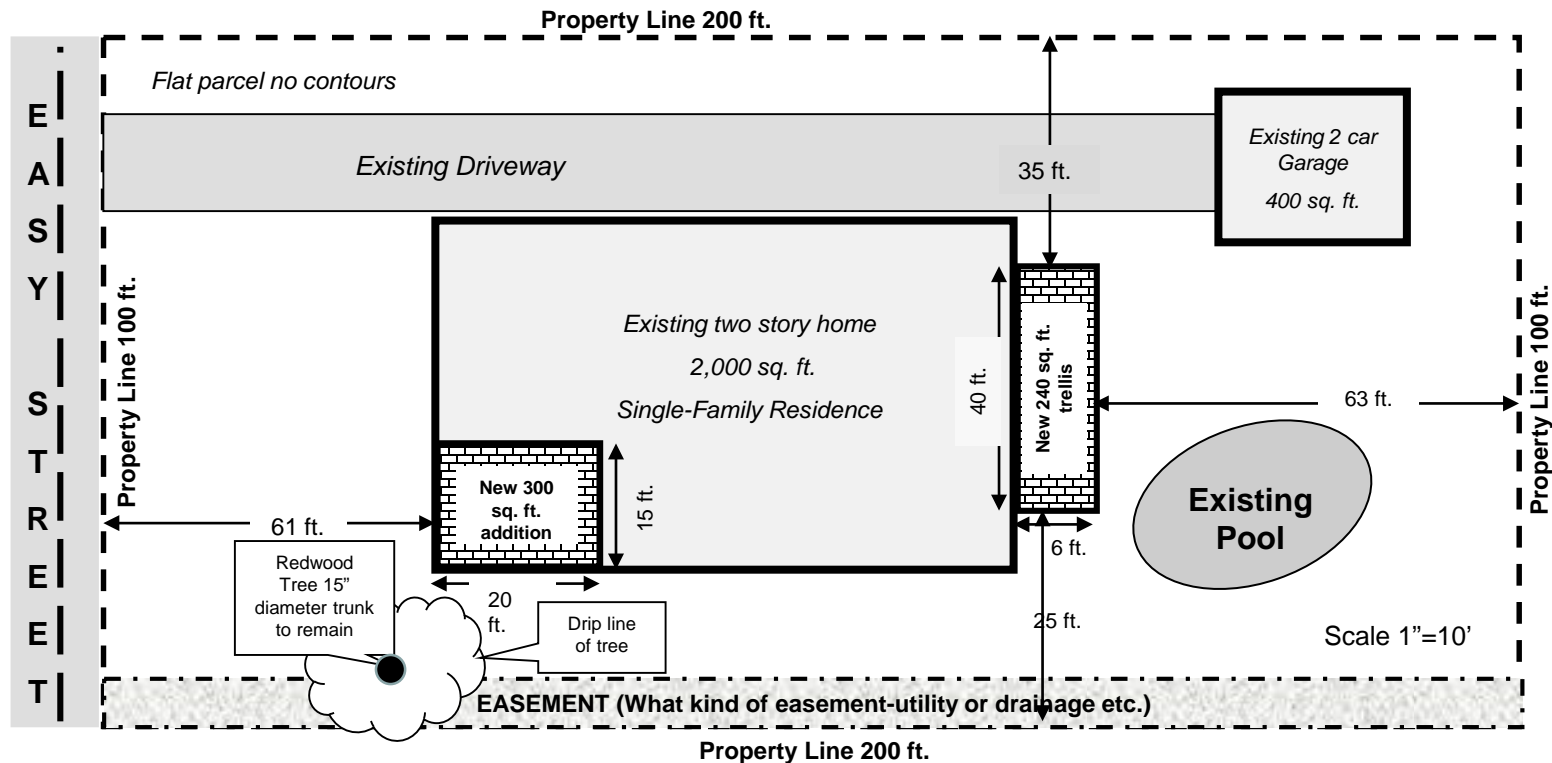 Property Line 200 ft.
EASY STREET
Flat parcel no contours
Existing Driveway
35 ft.
Existing 2 car
Garage
400 sq. ft.
Property Line 100 ft.
Existing two story home
2,000 sq. ft.
Single-Family Residence
40 ft.
New 240 sq. ft.
trellis
63 ft.
Property Line 100 ft.
New 300
sq. ft.
addition
15 ft.
61 ft.
6 ft.
Existing
Pool
Redwood
Tree 15”
diameter trunk
to remain
20
ft.
Drip line
of tree
25 ft.
Scale 1”=10’
EASEMENT (What kind of easement-utility or drainage etc.)
Property Line 200 ft.